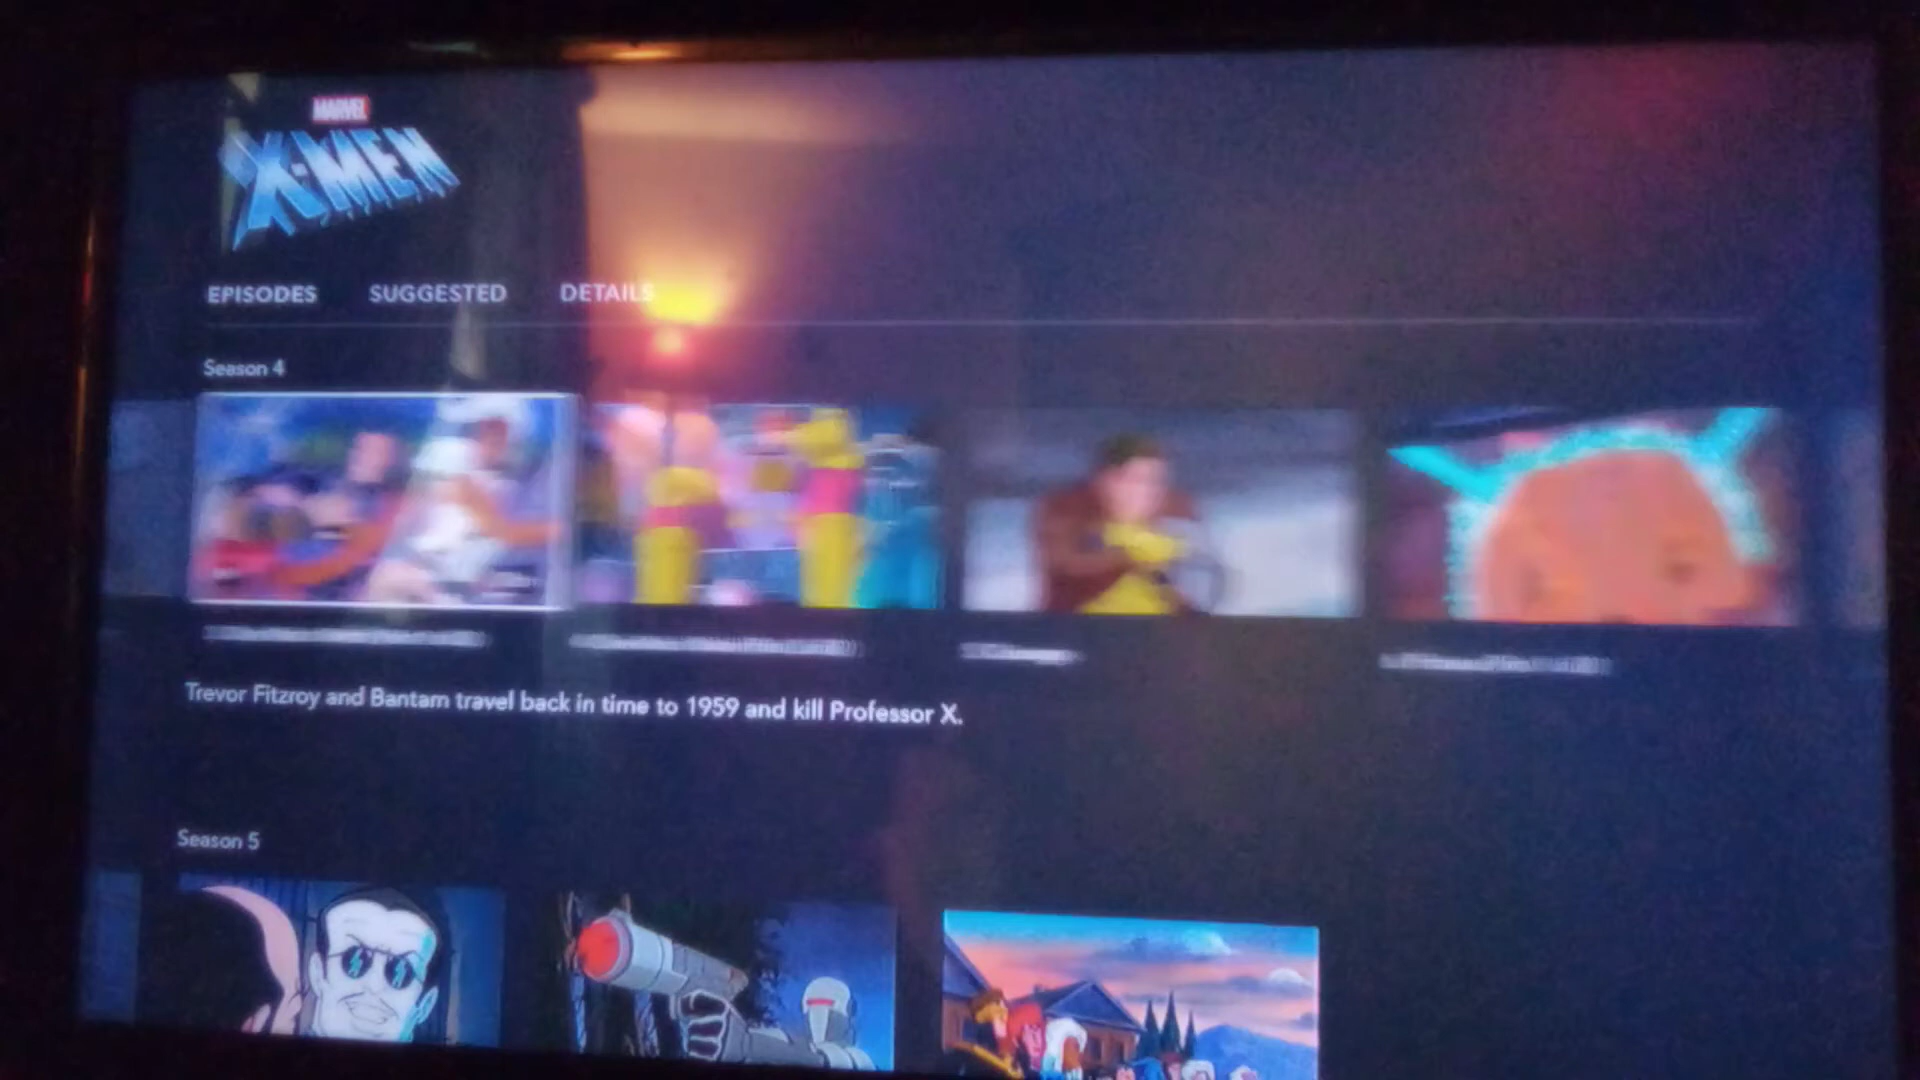 MARVEL
X-MEN
EPISODES SUGGESTED DETAILS
Season 4
Trevor Fitzroy and Bantam travel back in time to 1959 and kill Professor X.
Season 5